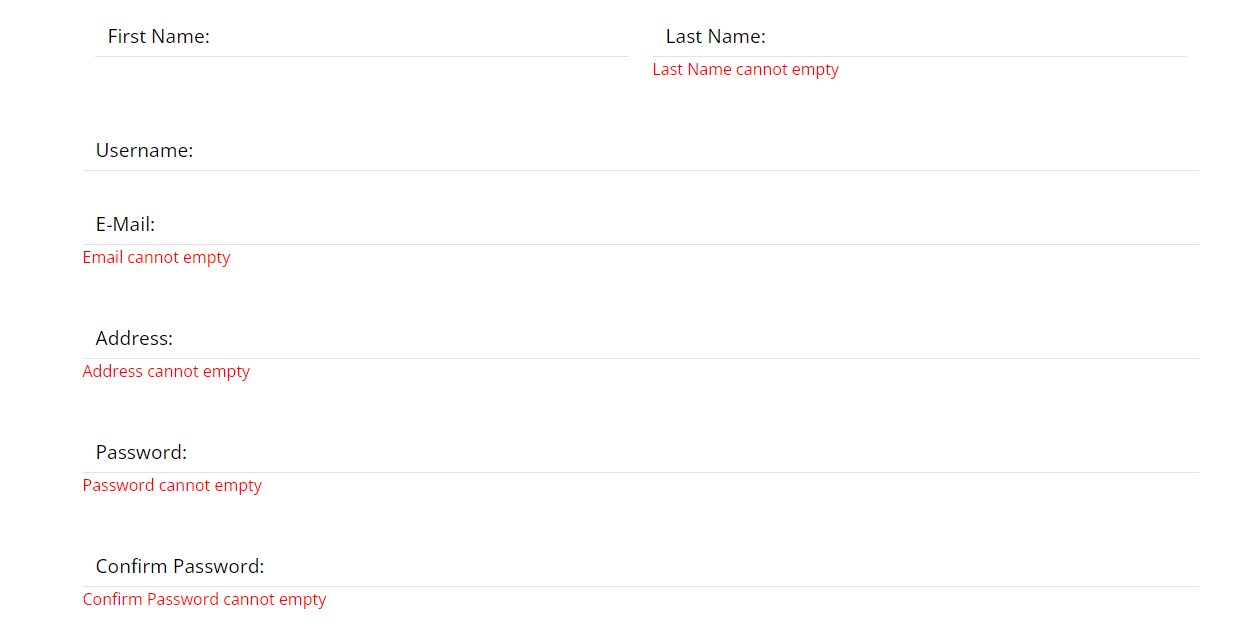 First Name:
Last Name:
Last Name cannot empty
Username:
E-Mail:
Email cannot empty
Address:
Address cannot empty
Password:
Password cannot empty
Confirm Password:
Confirm Password cannot empty